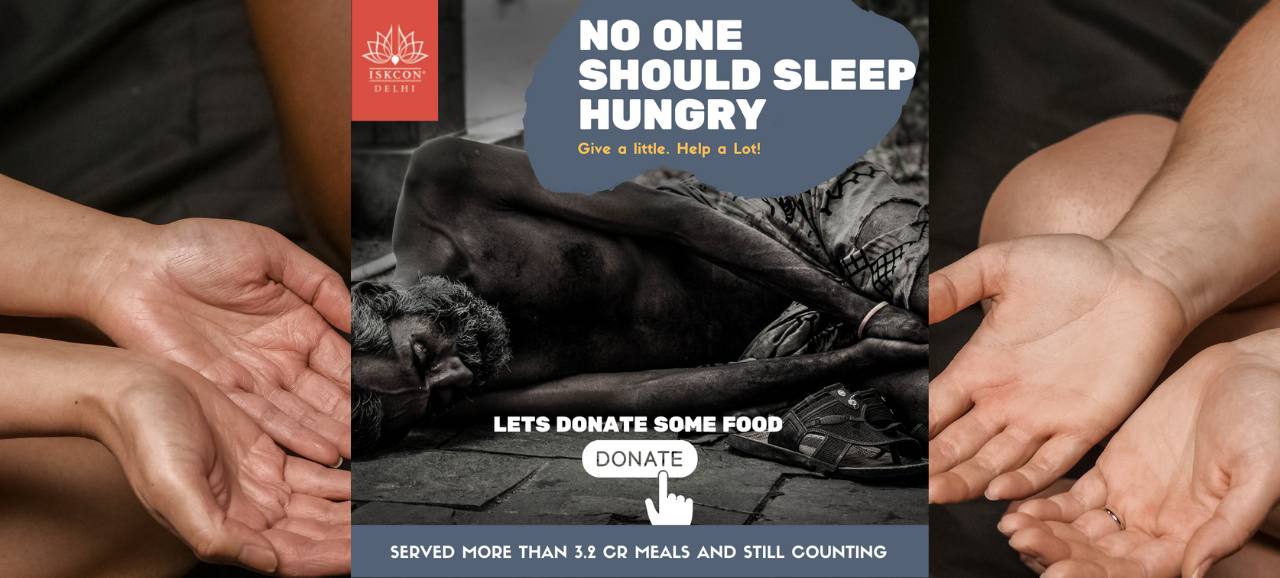 ISKCON®
DELHI
NO ONE
SHOULD SLEEP
HUNGRY
Give a little. Help a Lot!
LETS DONATE SOME FOOD
DONATE
SERVED MORE THAN 3.2 CR MEALS AND STILL COUNTING